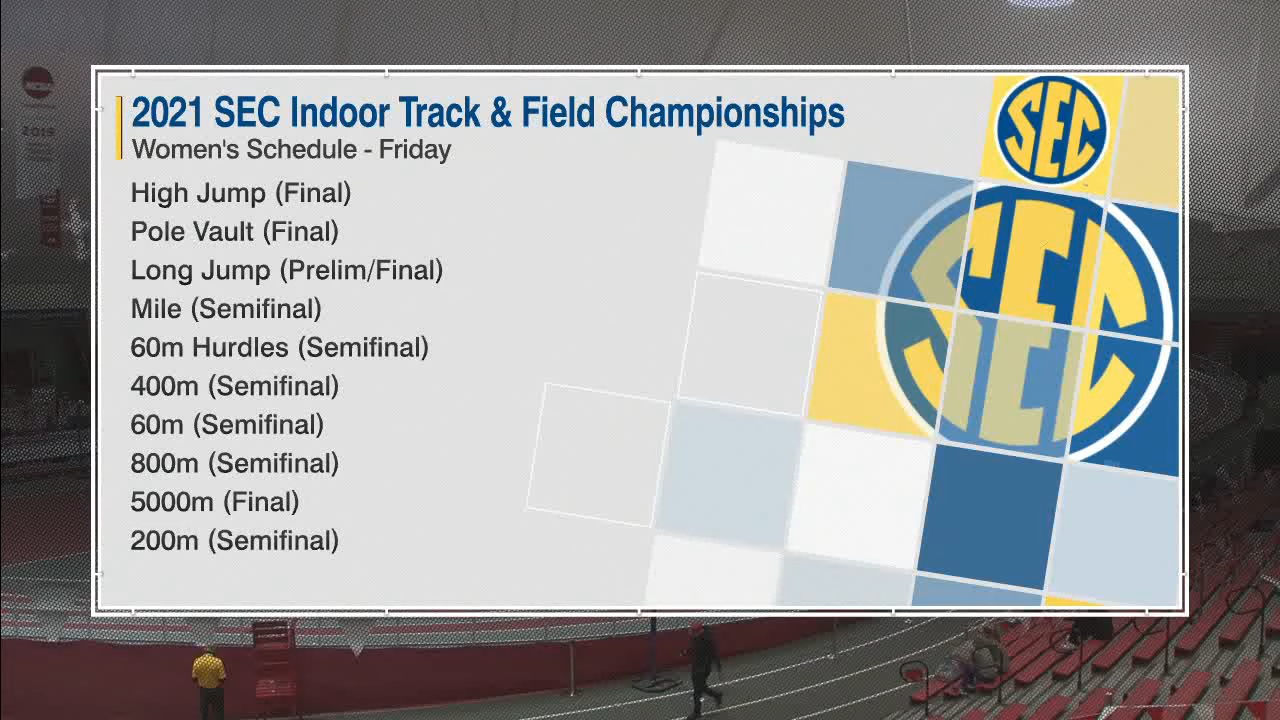 2021 SEC Indoor Track & Field Championships
SEC
Women's Schedule - Friday
High Jump (Final)
Pole Vault (Final)
Long Jump (Prelim/Final)
Mile (Semifinal)
60m Hurdles (Semifinal)
400m (Semifinal)
60m (Semifinal)
800m (Semifinal)
5000m (Final)
200m (Semifinal)
SEC
2019